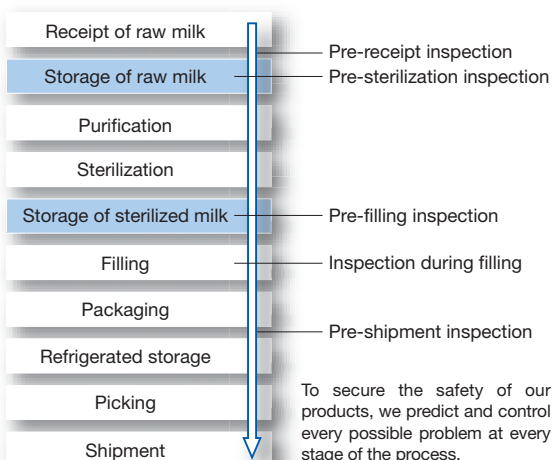 Receipt of raw milk
Pre-receipt inspection
Storage of raw milk
Pre-sterilization inspection
Purification
Sterilization
Storage of sterilized milk
Pre-filling inspection
Filling
Inspection during filling
Packaging
Pre-shipment inspection
Refrigerated storage
Picking
Shipment
To secure the safety of our
products, we predict and control
every possible problem at every
stage of the process.